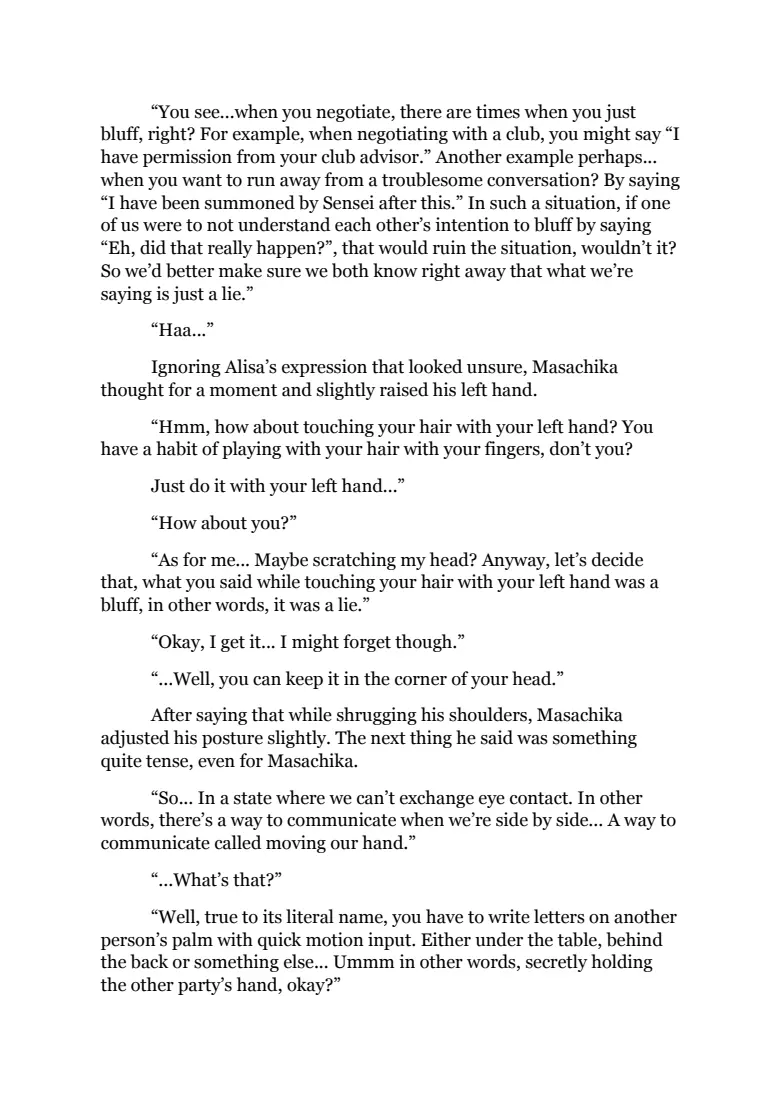 “You see...when you negotiate, there are times when you just
bluff, right? For example, when negotiating with a club, you might say “I
have permission from your club advisor.” Another example perhaps...
when you want to run away from a troublesome conversation? By saying
“I have been summoned by Sensei after this.” In such a situation, if one
of us were to not understand each other’s intention to bluff by saying
“Eh, did that really happen?”, that would ruin the situation, wouldn’t it?
So we’d better make sure we both know right away that what we’re
saying is just a lie.”
“Haa...”
Ignoring Alisa’s expression that looked unsure, Masachika
thought for a moment and slightly raised his left hand.
“Hmm, how about touching your hair with your left hand? You
have a habit of playing with your hair with your fingers, don’t you?
Just do it with your left hand...”
“How about you?”
“As for me... Maybe scratching my head? Anyway, let’s decide
that, what you said while touching your hair with your left hand was a
bluff, in other words, it was a lie.”
“Okay, I get it... I might forget though.”
“...Well, you can keep it in the corner of your head.”
After saying that while shrugging his shoulders, Masachika
adjusted his posture slightly. The next thing he said was something
quite tense, even for Masachika.
“So... In a state where we can’t exchange eye contact. In other
words, there’s a way to communicate when we’re side by side... A way to
communicate called moving our hand.”
“...What’s that?”
“Well, true to its literal name, you have to write letters on another
person’s palm with quick motion input. Either under the table, behind
the back or something else... Ummm in other words, secretly holding
the other party’s hand, okay?”